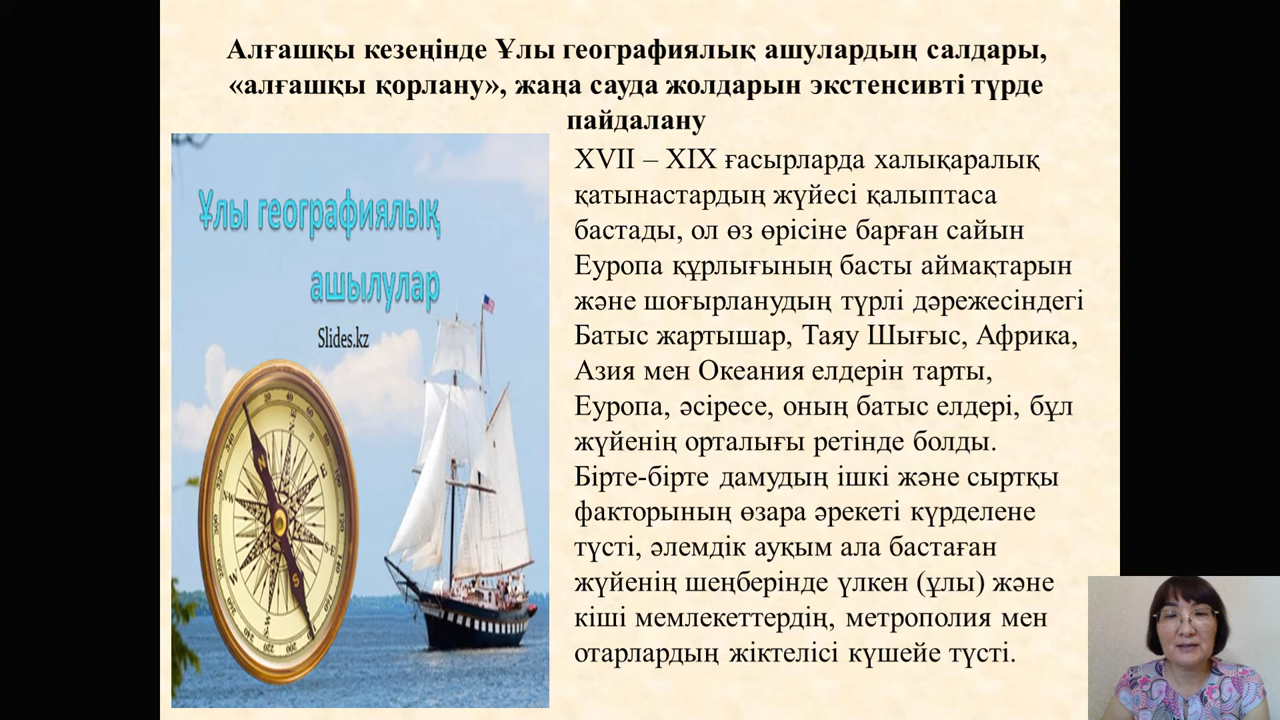 Алғашқы кезеңінде Ұлы географиялық ашулардың салдары,
«алғашқы қорлану», жаңа сауда жолдарын экстенсивті түрде
пайдалану
Ұлы географиялық
ашылулар
Slides.kz
XVII – XIX ғасырларда халықаралық
қатынастардың жүйесі қалыптаса
бастады, ол өз өрісіне барған сайын
Еуропа құрлығының басты аймақтарын
және шоғырланудың түрлі дәрежесіндегі
Батыс жартышар, Таяу Шығыс, Африка,
Азия мен Океания елдерін тарты,
Еуропа, әсіресе, оның батыс елдері, бұл
жүйенің орталығы ретінде болды.
Бірте-бірте дамудың ішкі және сыртқы
факторының өзара әрекеті күрделене
түсті, әлемдік ауқым ала бастаған
жүйенің шеңберінде үлкен (ұлы) және
кіші мемлекеттердің, метрополия мен
отарлардың жіктелісі күшейе түсті.